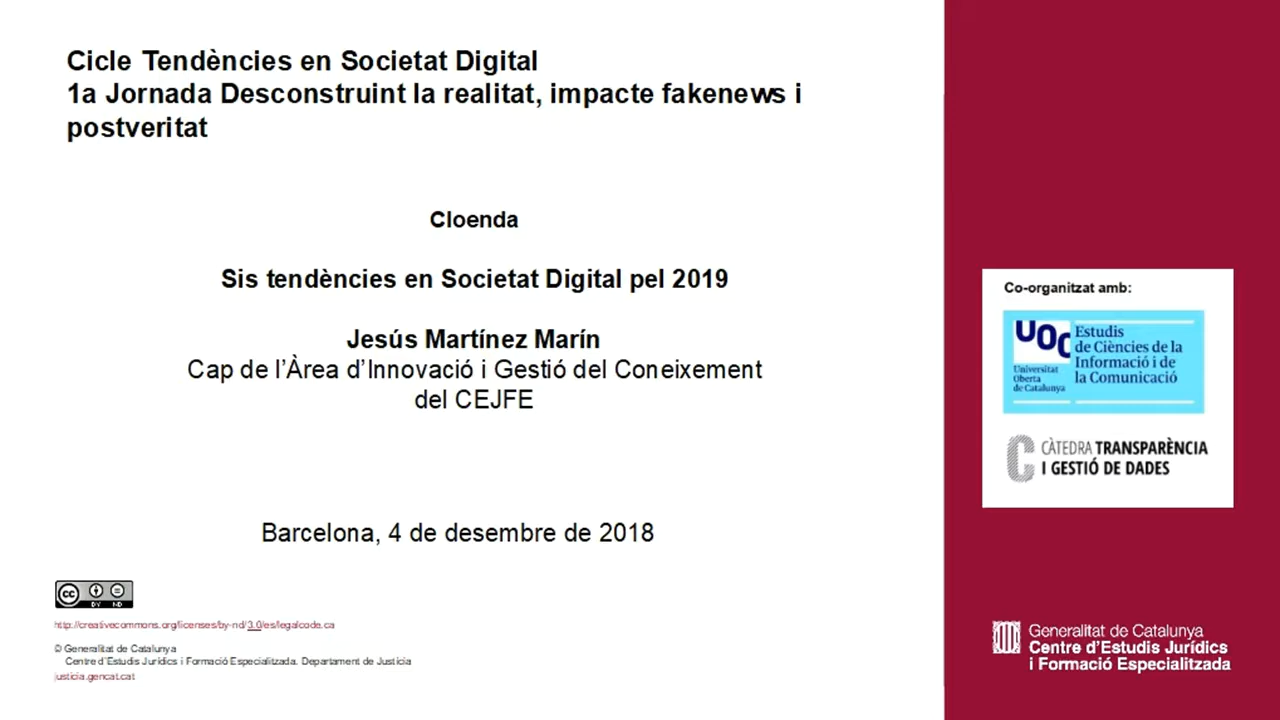 Cicle Tendències en Societat Digital
1a Jornada Desconstruint la realitat, impacte fakenews i
postveritat
Cloenda
Sis tendències en Societat Digital pel 2019
Jesús Martínez Marín
Cap de l'Àrea d'Innovació i Gestió del Coneixement
del CEJFE
Barcelona, 4 de desembre de 2018
cc
BY ND
http://creativecommons.org/licenses/by-nd/3.0/es/legalcode.ca
© Generalitat de Catalunya
Centre d'Estudis Jurídics i Formació Especialitzada. Departament de Justícia
justicia.gencat.cat
Co-organitzat amb:
UOC
Universitat
Oberta
de Catalunya
Estudis
de Ciències de la
Informació i de
la Comunicació
CÀTEDRA TRANSPARÈNCIA
I GESTIÓ DE DADES
Generalitat de Catalunya
Centre d'Estudis Jurídics
i Formació Especialitzada